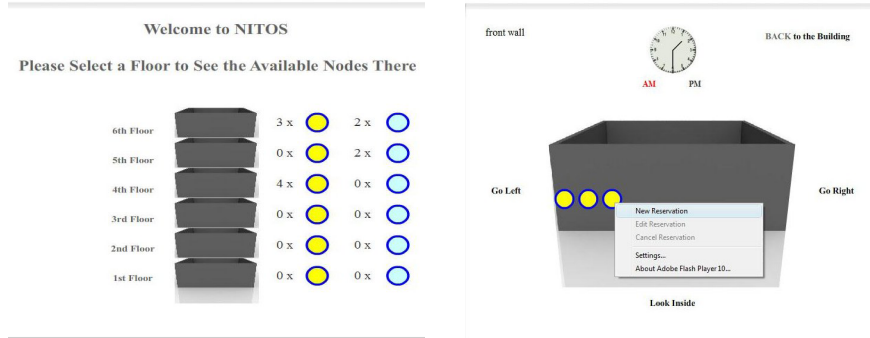 Welcome to NITOS
Please Select a Floor to See the Available Nodes There
6th Floor 3 x 2 x
5th Floor 0 x 2 x
4th Floor 4 x 0 x
3rd Floor 0 x 0 x
2nd Floor 0 x 0 x
1st Floor 0 x 0 x
front wall
BACK to the Building
AM PM
Go Left
Go Right
New Reservation
Edit Reservation
Cancel Reservation
Settings...
About Adobe Flash Player 10...
Look Inside